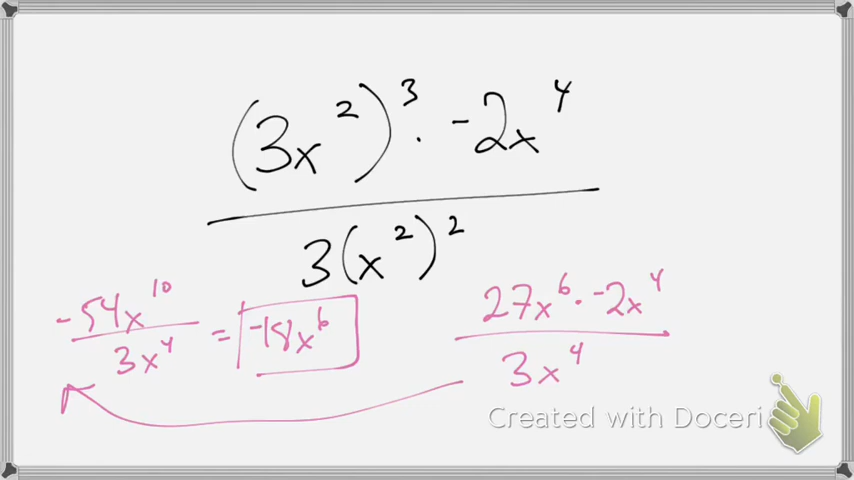 (3x²)³ · -2x⁴
3(x²)²
27x⁶ · -2x⁴
3x⁴
-54x¹⁰
3x⁴
= -18x⁶
Created with Doceri